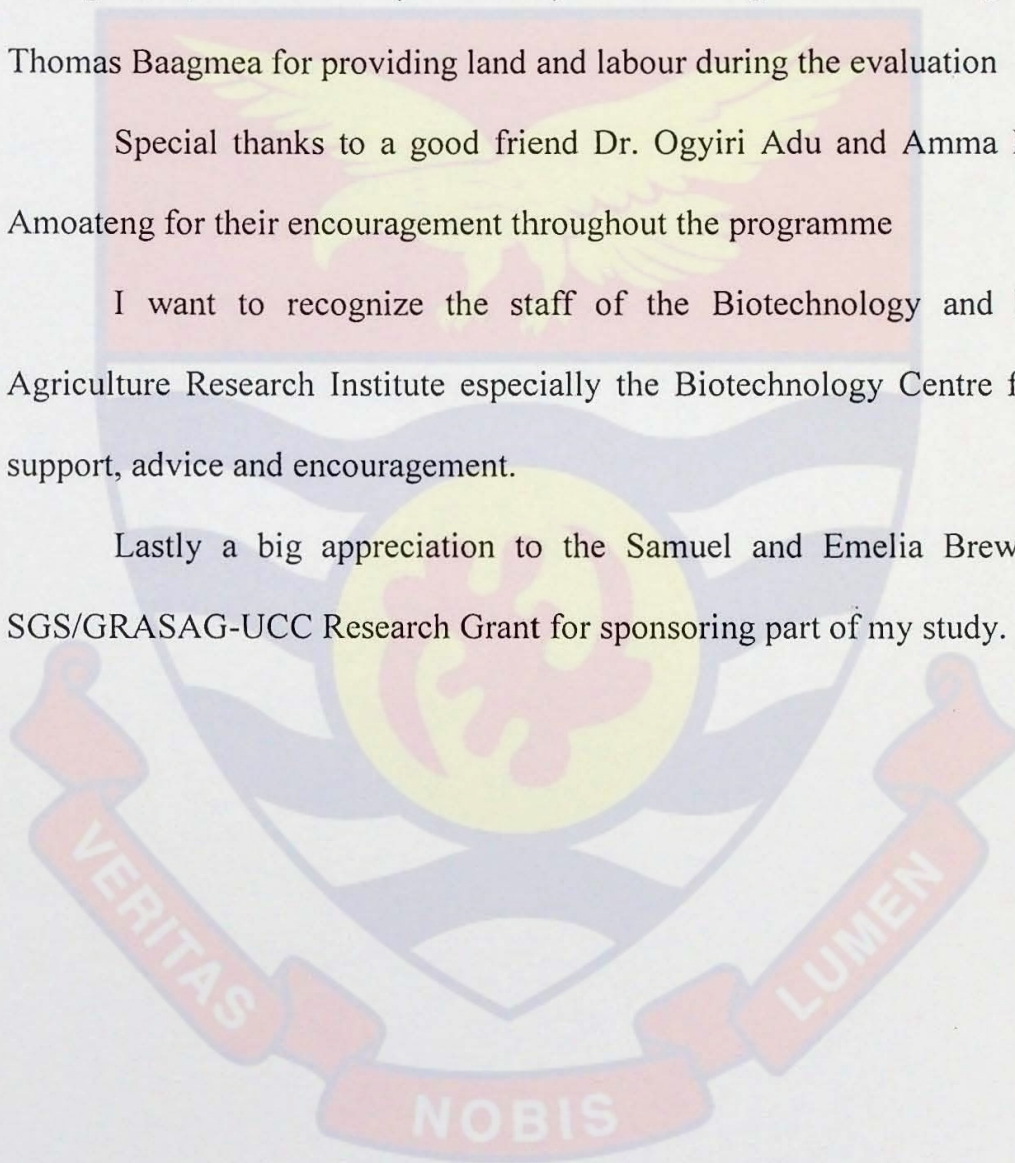 Thomas Baagmea for providing land and labour during the evaluation
Special thanks to a good friend Dr. Ogyiri Adu and Amma
Amoateng for their encouragement throughout the programme
I want to recognize the staff of the Biotechnology and
Agriculture Research Institute especially the Biotechnology Centre
support, advice and encouragement.
Lastly a big appreciation to the Samuel and Emelia Brew
SGS/GRASAG-UCC Research Grant for sponsoring part of my study.
VERITAS
NOBIS
LUMEN